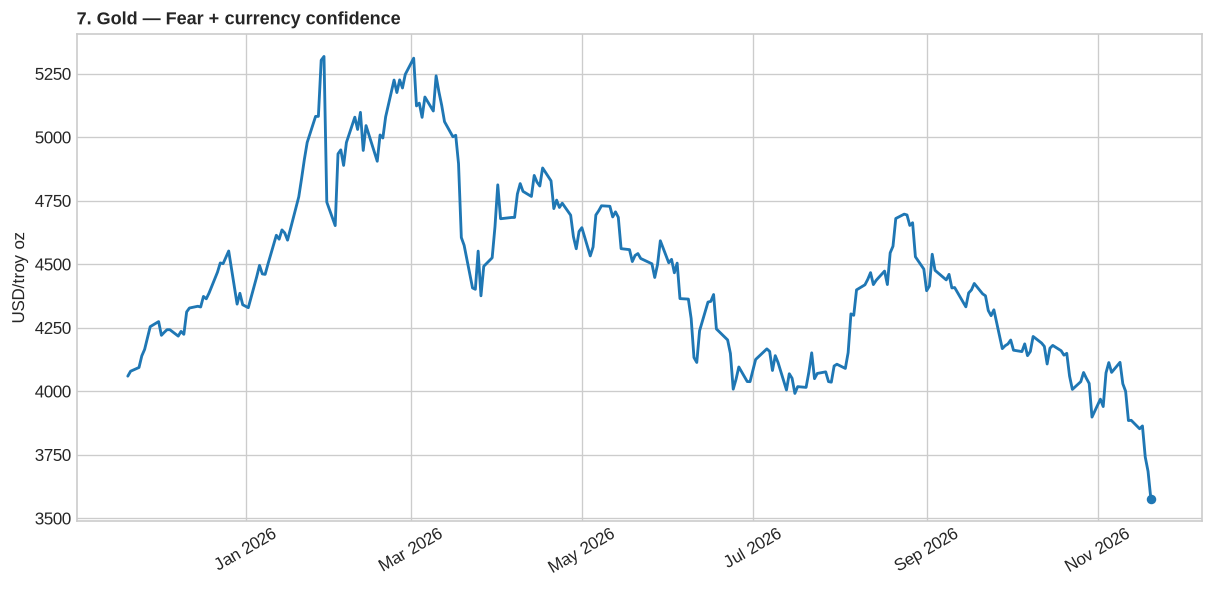 7. Gold — Fear + currency confidence
USD/troy oz
5250
5000
4750
4500
4250
4000
3750
3500
Jan 2026
Mar 2026
May 2026
Jul 2026
Sep 2026
Nov 2026